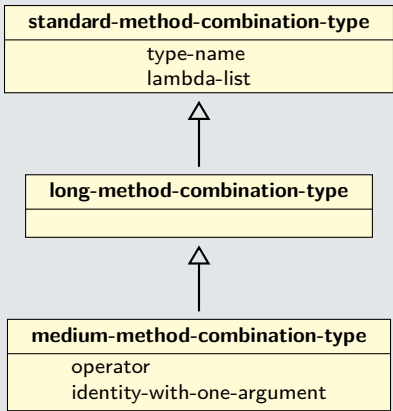 standard-method-combination-type
type-name
lambda-list
long-method-combination-type
medium-method-combination-type
operator
identity-with-one-argument